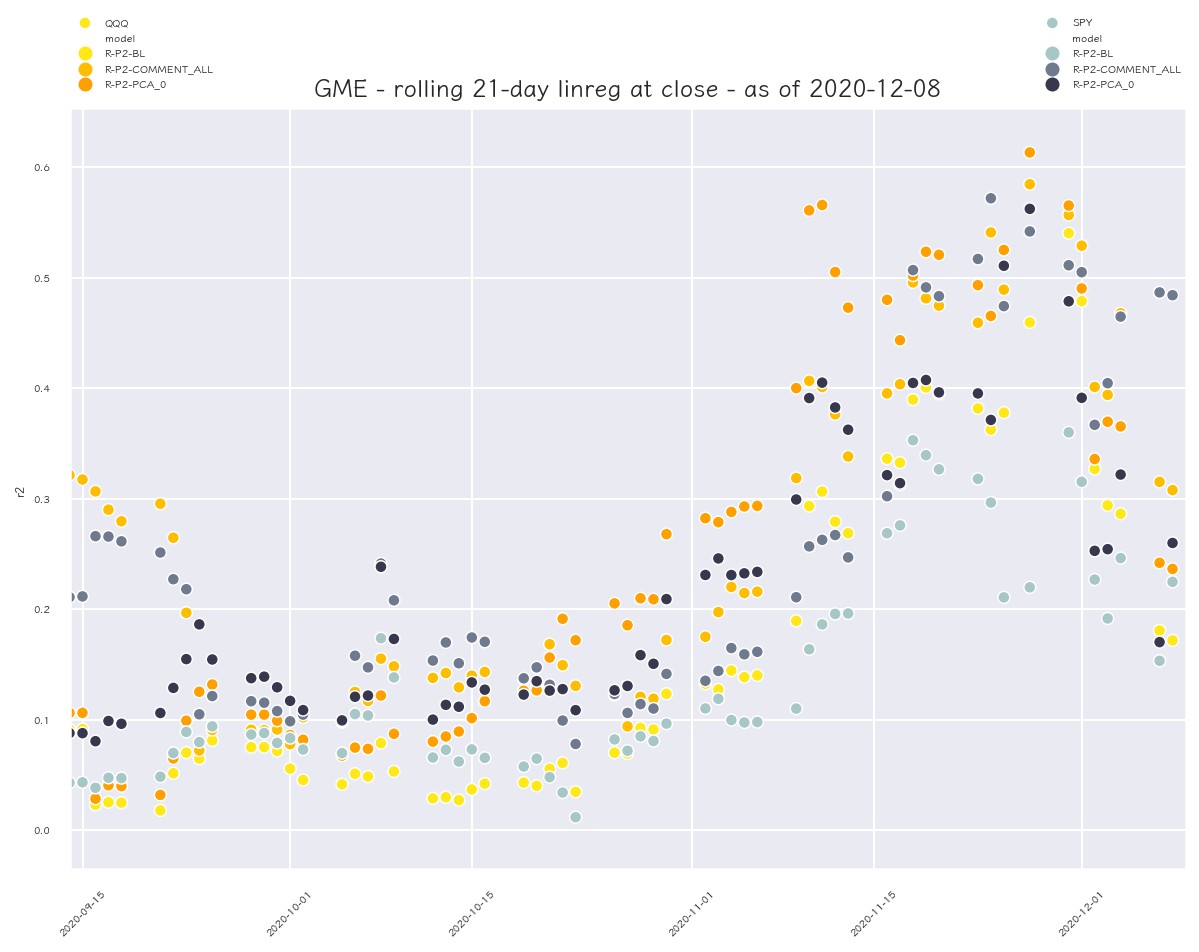 QQQ
model
R-P2-BL
R-P2-COMMENT_ALL
R-P2-PCA_0
SPY
model
R-P2-BL
R-P2-COMMENT_ALL
R-P2-PCA_0
GME - rolling 21-day linreg at close - as of 2020-12-08
0.6
0.5
0.4
0.3
0.2
0.1
0.0
r2
2020-09-15
2020-10-01
2020-10-15
2020-11-01
2020-11-15
2020-12-01